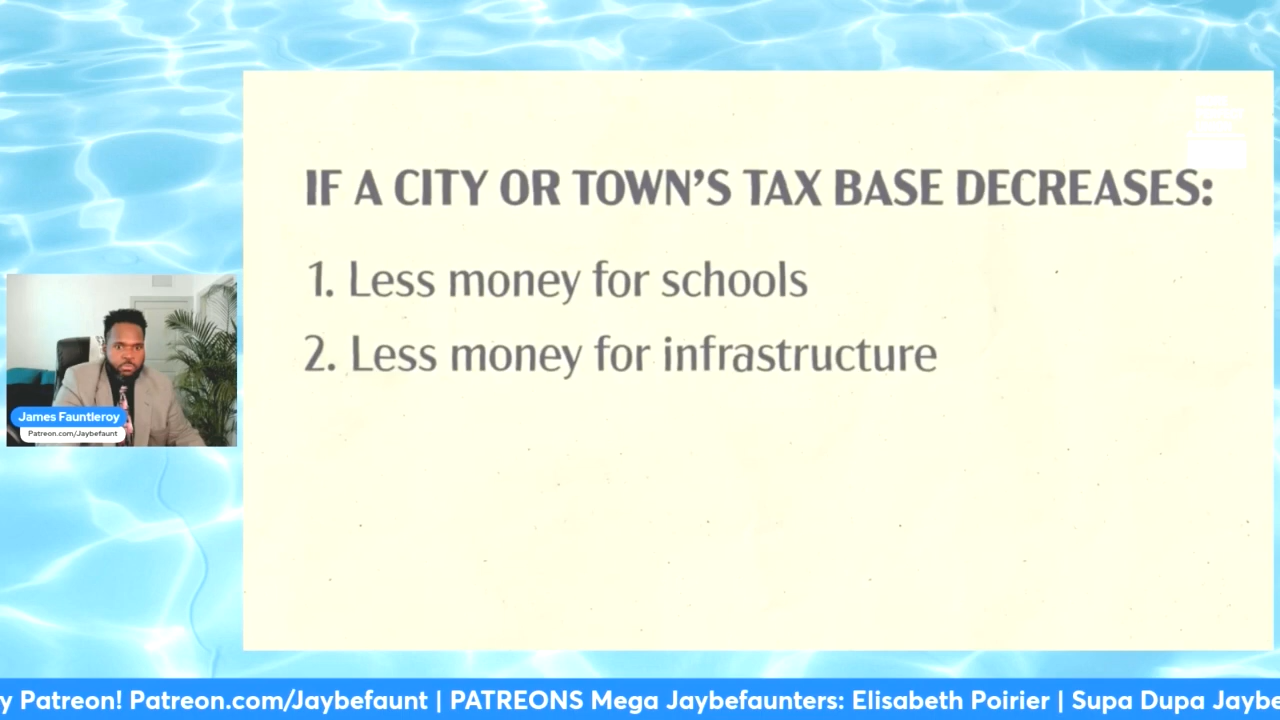 IF A CITY OR TOWN'S TAX BASE DECREASES:
1. Less money for schools
2. Less money for infrastructure
James Fauntleroy
Patreon.com/Jaybefaunt
y Patreon! Patreon.com/Jaybefaunt | PATREONS Mega Jaybefaunters: Elisabeth Poirier | Supa Dupa Jaybe